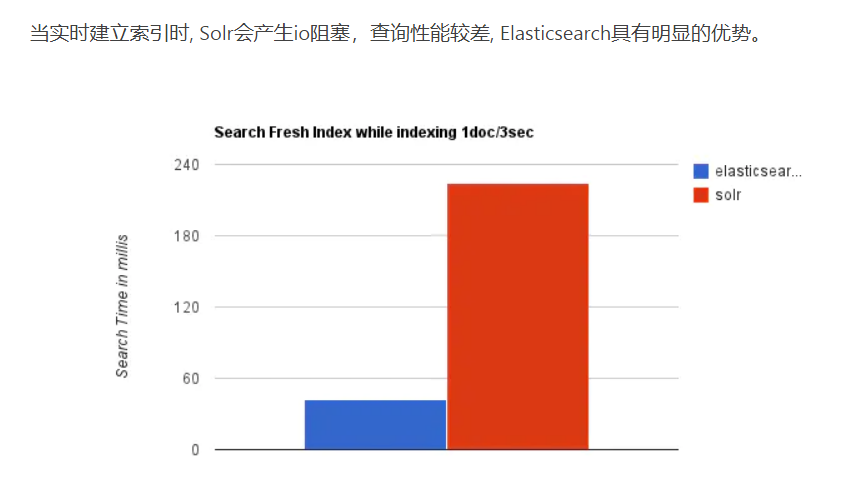 当实时建立索引时, Solr会产生io阻塞，查询性能较差, Elasticsearch具有明显的优势。
Search Fresh Index while indexing 1doc/3sec
240
180
120
60
0
Search Time in millis
elasticsear...
solr